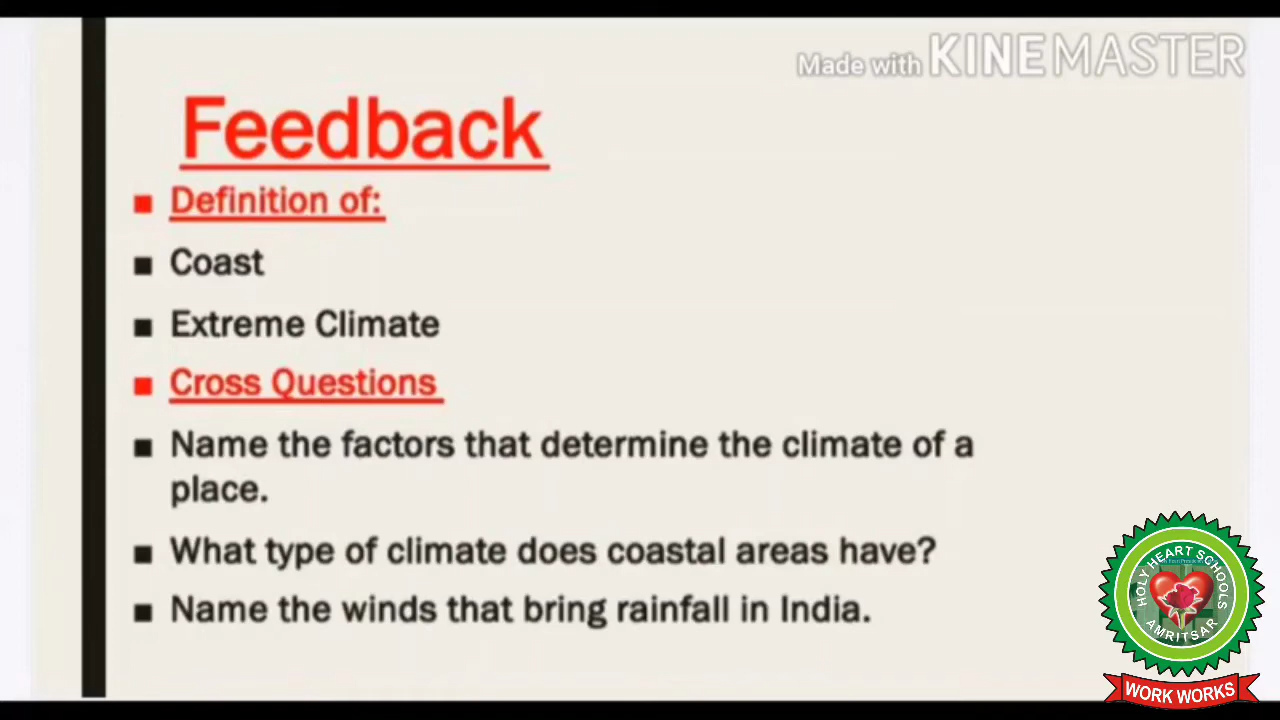 Made with KINEMASTER
Feedback
Definition of:
Coast
Extreme Climate
Cross Questions
Name the factors that determine the climate of a
place.
What type of climate does coastal areas have?
Name the winds that bring rainfall in India.
HOLY HEART SCHOOLS
AMRITSAR
WORK WORKS